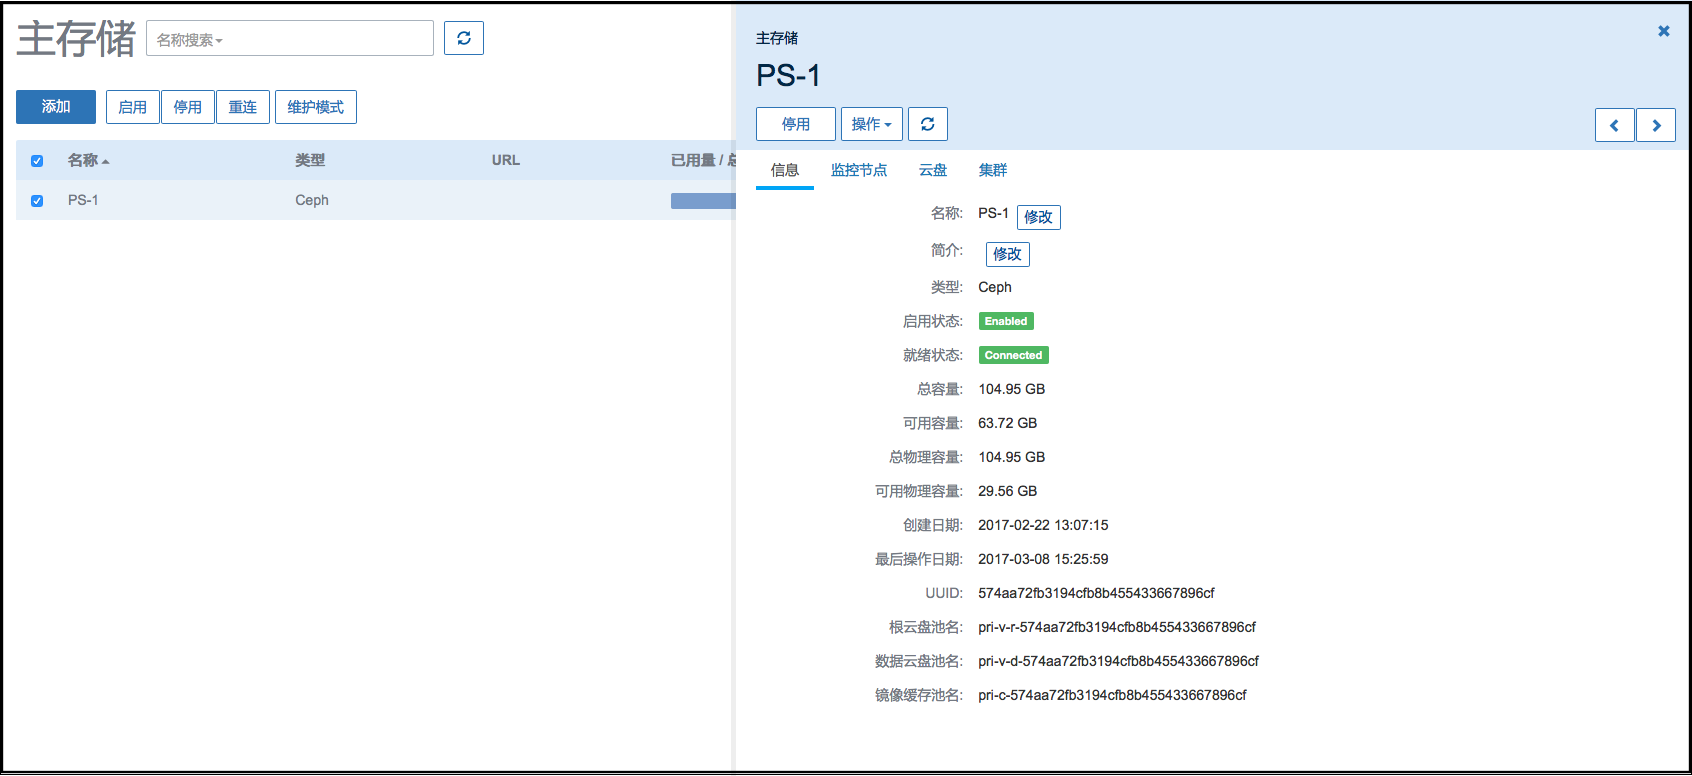 主存储
名称搜索
添加 启用 停用 重连 维护模式
名称 类型 URL 已用量 / 总
PS-1 Ceph
主存储
PS-1
停用 操作
信息 监控节点 云盘 集群
名称: PS-1 修改
简介: 修改
类型: Ceph
启用状态: Enabled
就绪状态: Connected
总容量: 104.95 GB
可用容量: 63.72 GB
总物理容量: 104.95 GB
可用物理容量: 29.56 GB
创建日期: 2017-02-22 13:07:15
最后操作日期: 2017-03-08 15:25:59
UUID: 574aa72fb3194cfb8b455433667896cf
根云盘池名: pri-v-r-574aa72fb3194cfb8b455433667896cf
数据云盘池名: pri-v-d-574aa72fb3194cfb8b455433667896cf
镜像缓存池名: pri-c-574aa72fb3194cfb8b455433667896cf